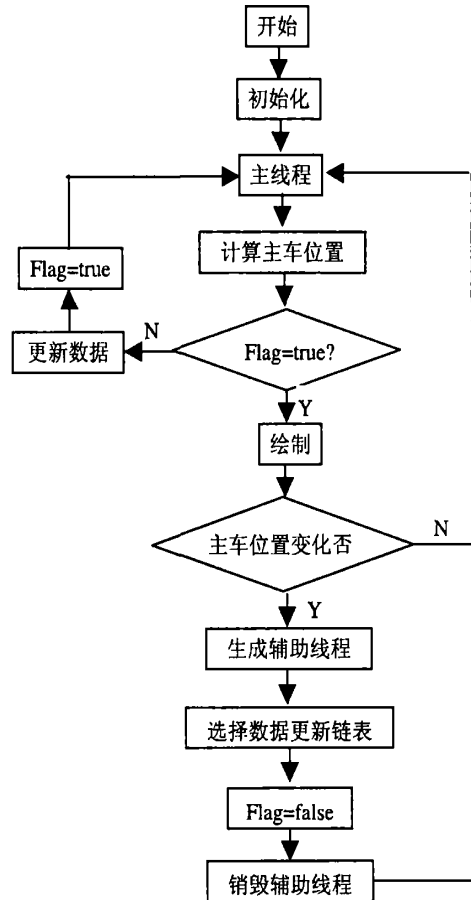 开始
初始化
主线程
计算主车位置
Flag=true
更新数据
N
Flag=true?
Y
绘制
主车位置变化否
N
Y
生成辅助线程
选择数据更新链表
Flag=false
销毁辅助线程